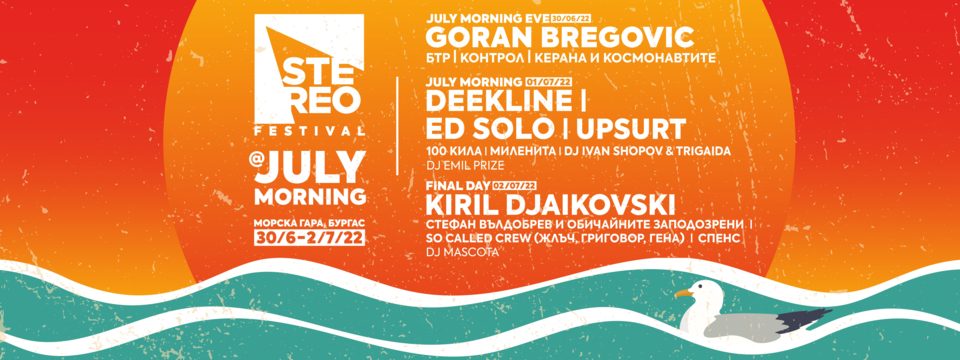 STE
REO
FESTIVAL
@JULY
MORNING
МОРСКА ГАРА, БУРГАС
30/6-2/7/22
JULY MORNING EVE 30/06/22
GORAN BREGOVIC
БТР | КОНТРОЛ | КЕРАНА И КОСМОНАВТИТЕ
JULY MORNING 01/07/22
DEEKLINE |
ED SOLO | UPSURT
100 КИЛА | МИЛЕНИТА | DJ IVAN SHOPOV & TRIGAIDA
DJ EMIL PRIZE
FINAL DAY 02/07/22
KIRIL DJAIKOVSKI
СТЕФАН ВЪЛДОБРЕВ И ОБИЧАЙНИТЕ ЗАПОДОЗРЕНИ |
SO CALLED CREW (ЖЛЪЧ, ГРИГОВОР, ГЕНА) | СПЕНС
DJ MASCOTA